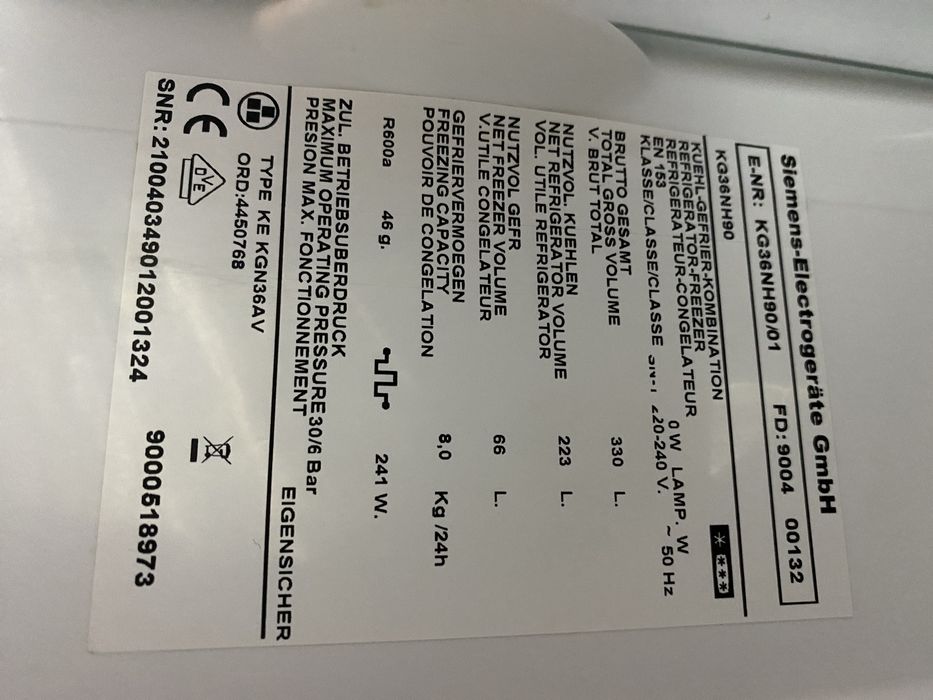 Siemens-Electrogeräte GmbH
E-NR: KG36NH90/01 FD: 9004 00132
KG36NH90
KUEHL-GEFRIER-KOMBINATION
REFRIGERATOR-FREEZER 0 W LAMP. W
REFRIGERATEUR-CONGELATEUR
EN 153 220-240 V. ~ 50 Hz
KLASSE/CLASSE/CLASSE
BRUTTO GESAMT
TOTAL GROSS VOLUME 330 L.
V. BRUT TOTAL
NUTZVOL. KUEHLEN
NET REFRIGERATOR VOLUME 223 L.
VOL. UTILE REFRIGERATOR
NUTZVOL GEFR
NET FREEZER VOLUME 66 L.
V.UTILE CONGELATEUR
GEFRIERVERMOEGEN
FREEZING CAPACITY 8,0 Kg /24h
POUVOIR DE CONGELATION
R600a 46 g. 241 W.
ZUL. BETRIEBSUBERDRUCK
MAXIMUM OPERATING PRESSURE 30/6 Bar
PRESION MAX. FONCTIONNEMENT
EIGENSICHER
TYPE KE KGN36AV
ORD.4450768
CE DVE
SNR: 210040349012001324 9000518973